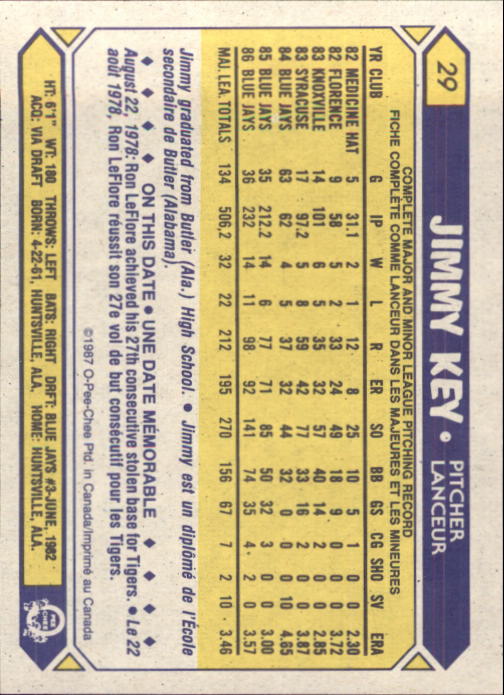 29
JIMMY KEY • PITCHER
LANCEUR
COMPLETE MAJOR AND MINOR LEAGUE PITCHING RECORD
FICHE COMPLÈTE COMME LANCEUR DANS LES MAJEURES ET LES MINEURES
YR CLUB G IP W L R ER SO BB GS CG SHO SV ERA
82 MEDICINE HAT 5 31.1 2 1 12 8 25 10 5 1 0 0 2.30
82 FLORENCE 9 58 5 2 33 24 49 18 9 0 0 0 3.72
83 KNOXVILLE 14 101 6 5 35 32 57 40 14 2 0 0 2.85
83 SYRACUSE 17 97.2 5 8 59 42 77 33 16 2 0 0 3.87
84 BLUE JAYS 63 62 4 5 37 32 44 32 0 0 0 10 4.65
85 BLUE JAYS 35 212.2 14 6 77 71 85 50 32 3 0 0 3.00
86 BLUE JAYS 36 232 14 11 98 92 141 74 35 4 2 0 3.57
MAJ. LEA. TOTALS 134 506.2 32 22 212 195 270 156 67 7 2 10 3.46
Jimmy graduated from Butler (Ala.) High School. • Jimmy est un diplômé de l'École
secondaire de Butler (Alabama).
ON THIS DATE • UNE DATE MÉMORABLE
August 22, 1978: Ron LeFlore achieved his 27th consecutive stolen base for Tigers. • Le 22
août 1978, Ron LeFlore réussit son 27e vol de but consécutif pour les Tigers.
©1987 O-Pee-Chee Ptd. in Canada/Imprimé au Canada
HT: 6'1" WT: 180 THROWS: LEFT BATS: RIGHT DRFT: BLUE JAYS #3-JUNE, 1982
ACQ: VIA DRAFT BORN: 4-22-61, HUNTSVILLE, ALA. HOME: HUNTSVILLE, ALA.
O
PEE
CHEE